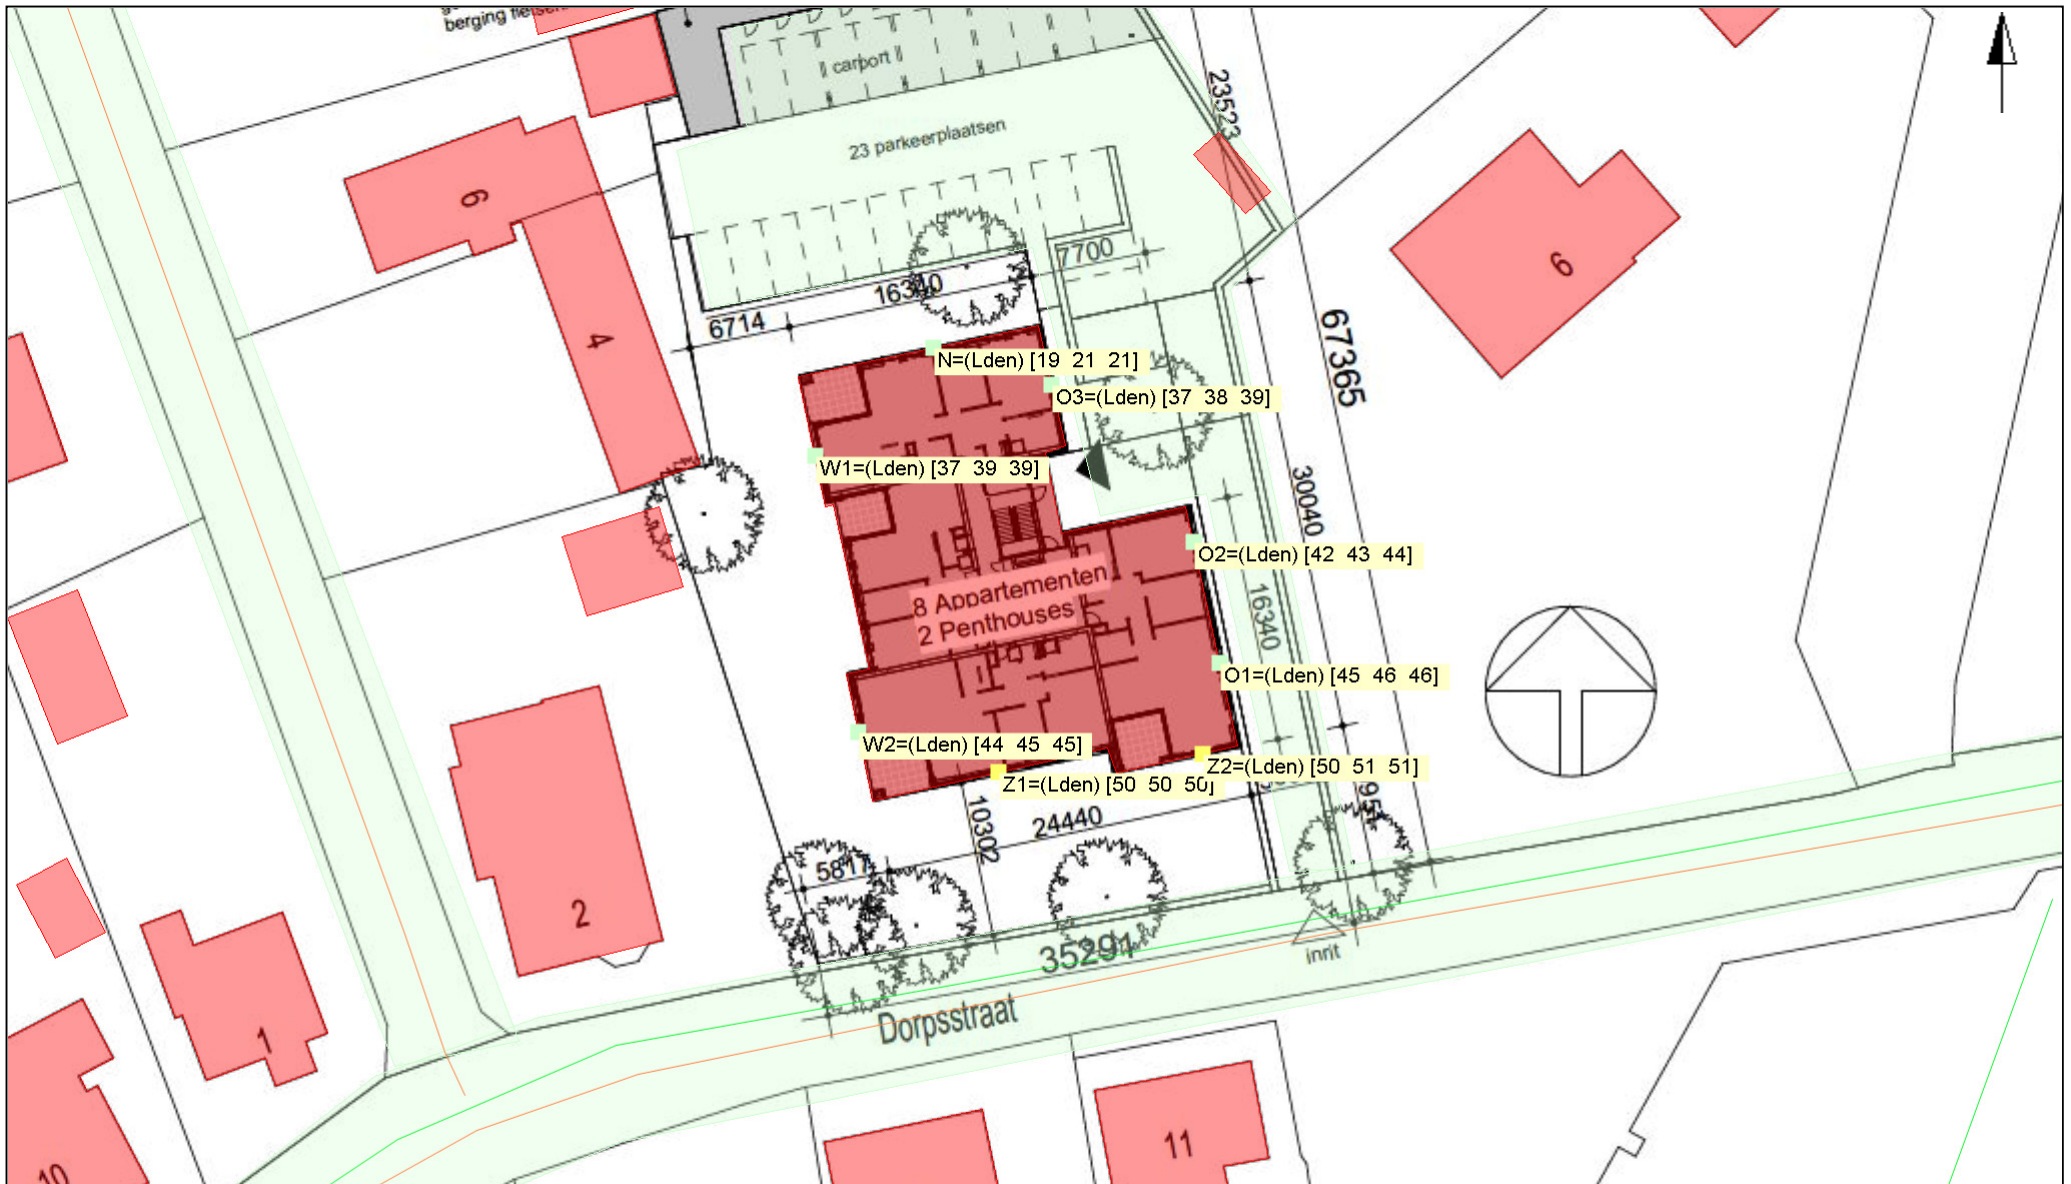 berging fietsen
carport
23523
23 parkeerplaatsen
6
7700
16340
6714
67365
6
4
N=(Lden) [19 21 21]
O3=(Lden) [37 38 39]
W1=(Lden) [37 39 39]
30040
O2=(Lden) [42 43 44]
8 Appartementen
2 Penthouses
16340
O1=(Lden) [45 46 46]
W2=(Lden) [44 45 45]
Z2=(Lden) [50 51 51]
Z1=(Lden) [50 50 50]
10302
24440
5817
2
35291
inrit
Dorpsstraat
1
11
10